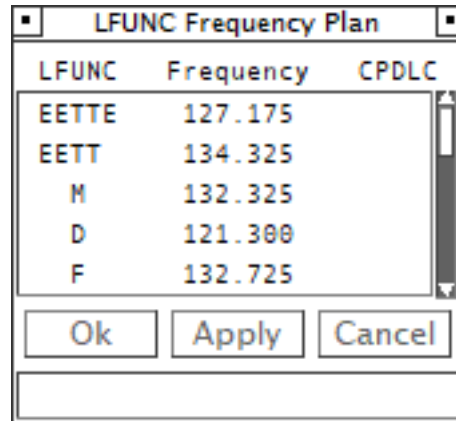 LFUNC Frequency Plan
LFUNC Frequency CPDLC
EETTE 127.175
EETT 134.325
M 132.325
D 121.300
F 132.725
Ok Apply Cancel